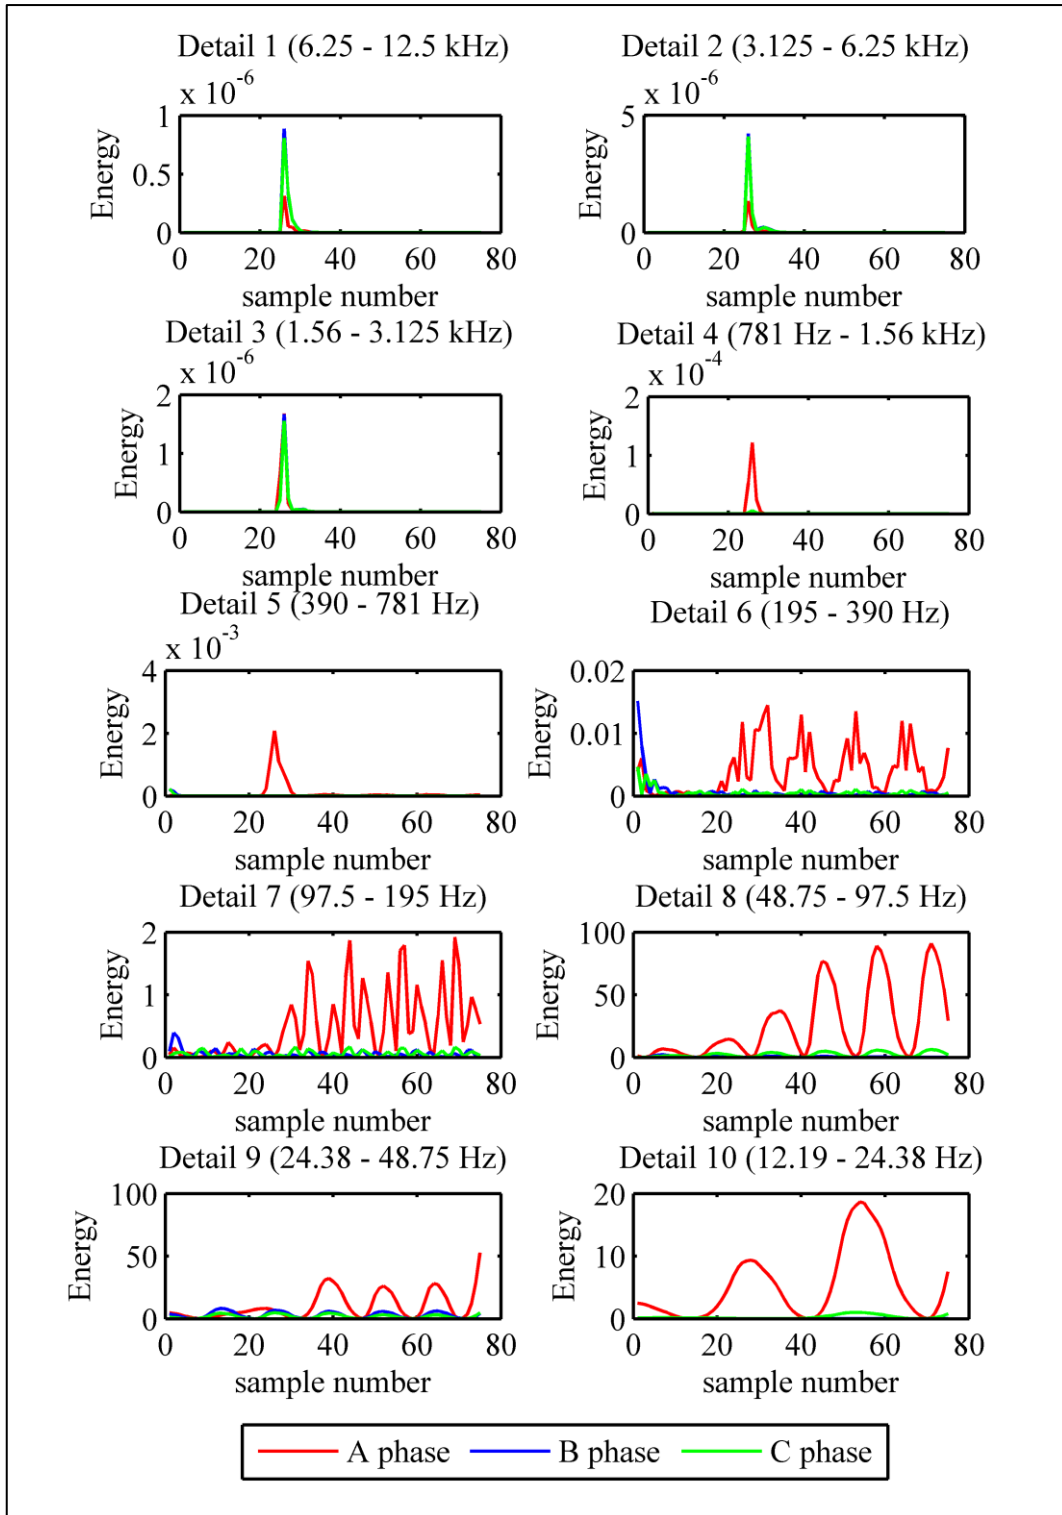 Detail 1 (6.25 - 12.5 kHz)
x 10^-6
1
0.5
0
Energy
0 20 40 60 80
sample number
Detail 2 (3.125 - 6.25 kHz)
x 10^-6
5
0
Energy
0 20 40 60 80
sample number
Detail 3 (1.56 - 3.125 kHz)
x 10^-6
2
1
0
Energy
0 20 40 60 80
sample number
Detail 4 (781 Hz - 1.56 kHz)
x 10^-4
2
1
0
Energy
0 20 40 60 80
sample number
Detail 5 (390 - 781 Hz)
x 10^-3
4
2
0
Energy
0 20 40 60 80
sample number
Detail 6 (195 - 390 Hz)
0.02
0.01
0
Energy
0 20 40 60 80
sample number
Detail 7 (97.5 - 195 Hz)
2
1
0
Energy
0 20 40 60 80
sample number
Detail 8 (48.75 - 97.5 Hz)
100
50
0
Energy
0 20 40 60 80
sample number
Detail 9 (24.38 - 48.75 Hz)
100
50
0
Energy
0 20 40 60 80
sample number
Detail 10 (12.19 - 24.38 Hz)
20
10
0
Energy
0 20 40 60 80
sample number
A phase B phase C phase